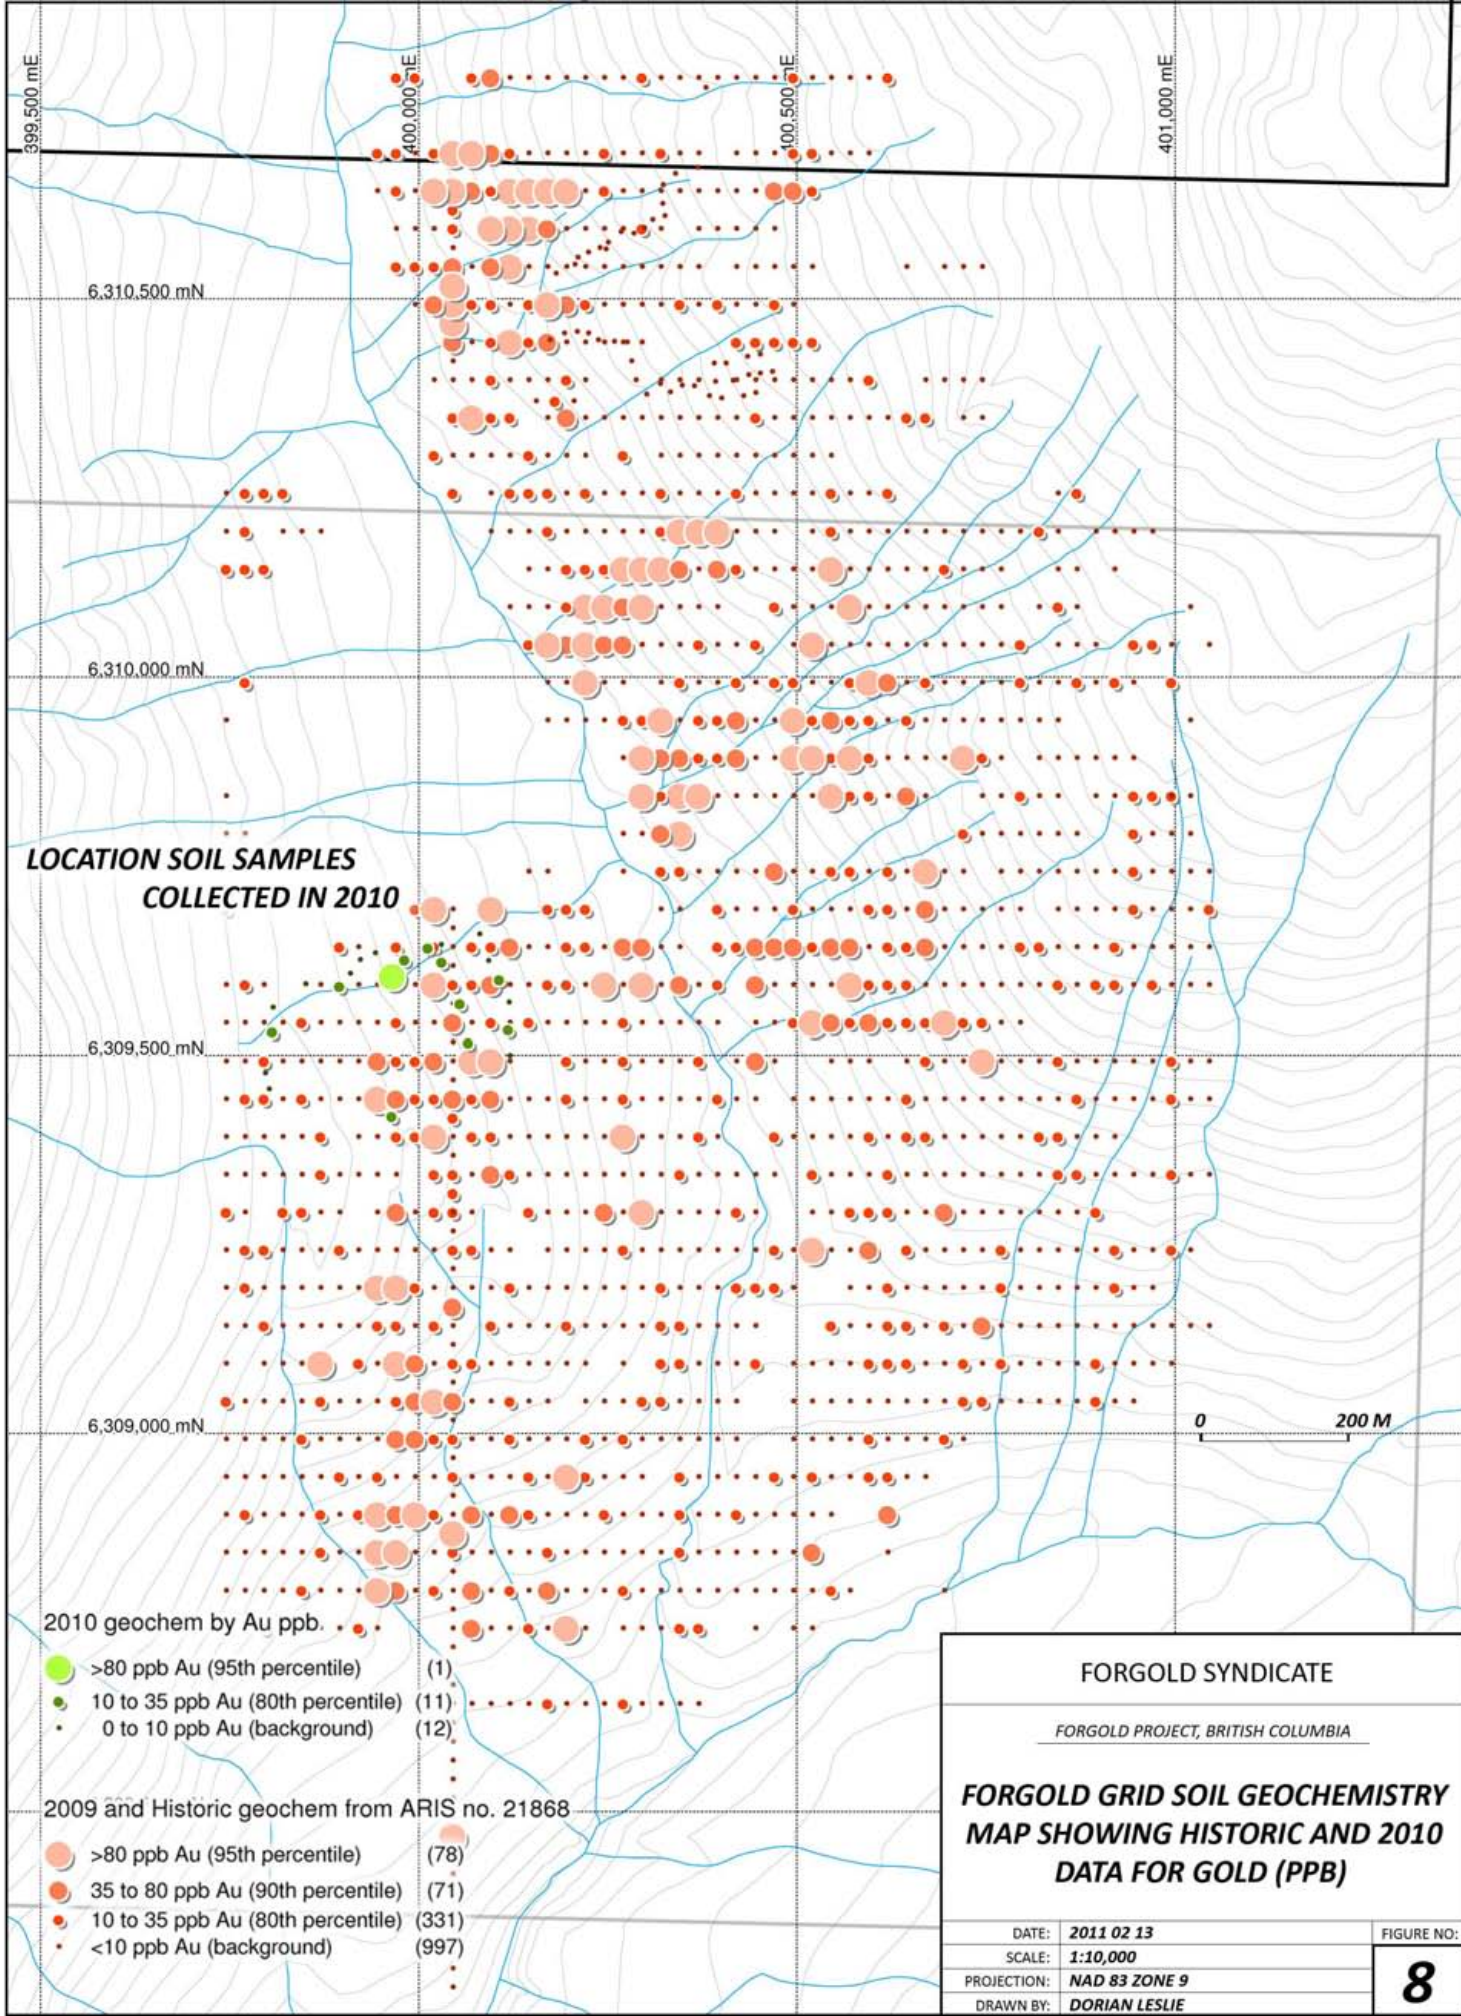 399,500 mE
400,000 mE
400,500 mE
401,000 mE
6,310,500 mN
6,310,000 mN
LOCATION SOIL SAMPLES
COLLECTED IN 2010
6,309,500 mN
6,309,000 mN
0 200 M
2010 geochem by Au ppb.
>80 ppb Au (95th percentile) (1)
10 to 35 ppb Au (80th percentile) (11)
0 to 10 ppb Au (background) (12)
2009 and Historic geochem from ARIS no. 21868
>80 ppb Au (95th percentile) (78)
35 to 80 ppb Au (90th percentile) (71)
10 to 35 ppb Au (80th percentile) (331)
<10 ppb Au (background) (997)
FORGOLD SYNDICATE
FORGOLD PROJECT, BRITISH COLUMBIA
FORGOLD GRID SOIL GEOCHEMISTRY
MAP SHOWING HISTORIC AND 2010
DATA FOR GOLD (PPB)
DATE: 2011 02 13
SCALE: 1:10,000
PROJECTION: NAD 83 ZONE 9
DRAWN BY: DORIAN LESLIE
FIGURE NO:
8